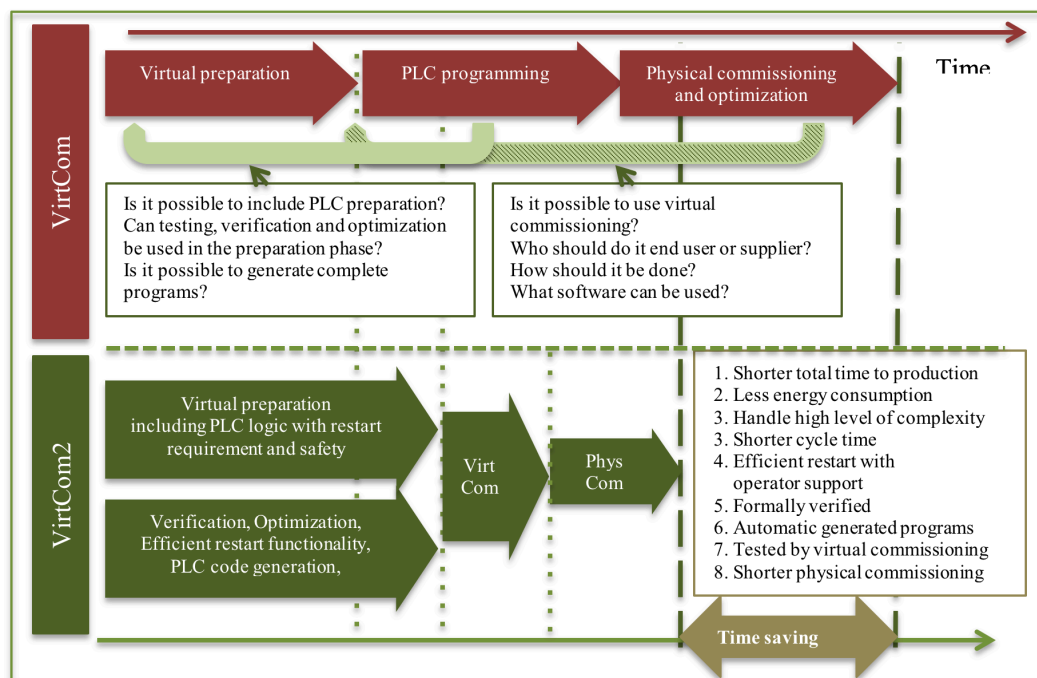 VirtCom
Time
Virtual preparation
PLC programming
Physical commissioning
and optimization
Is it possible to include PLC preparation?
Can testing, verification and optimization
be used in the preparation phase?
Is it possible to generate complete
programs?
Is it possible to use virtual
commissioning?
Who should do it end user or supplier?
How should it be done?
What software can be used?
VirtCom2
Virtual preparation
including PLC logic with restart
requirement and safety
Verification, Optimization,
Efficient restart functionality,
PLC code generation,
Virt
Com
Phys
Com
1. Shorter total time to production
2. Less energy consumption
3. Handle high level of complexity
3. Shorter cycle time
4. Efficient restart with
operator support
5. Formally verified
6. Automatic generated programs
7. Tested by virtual commissioning
8. Shorter physical commissioning
Time saving